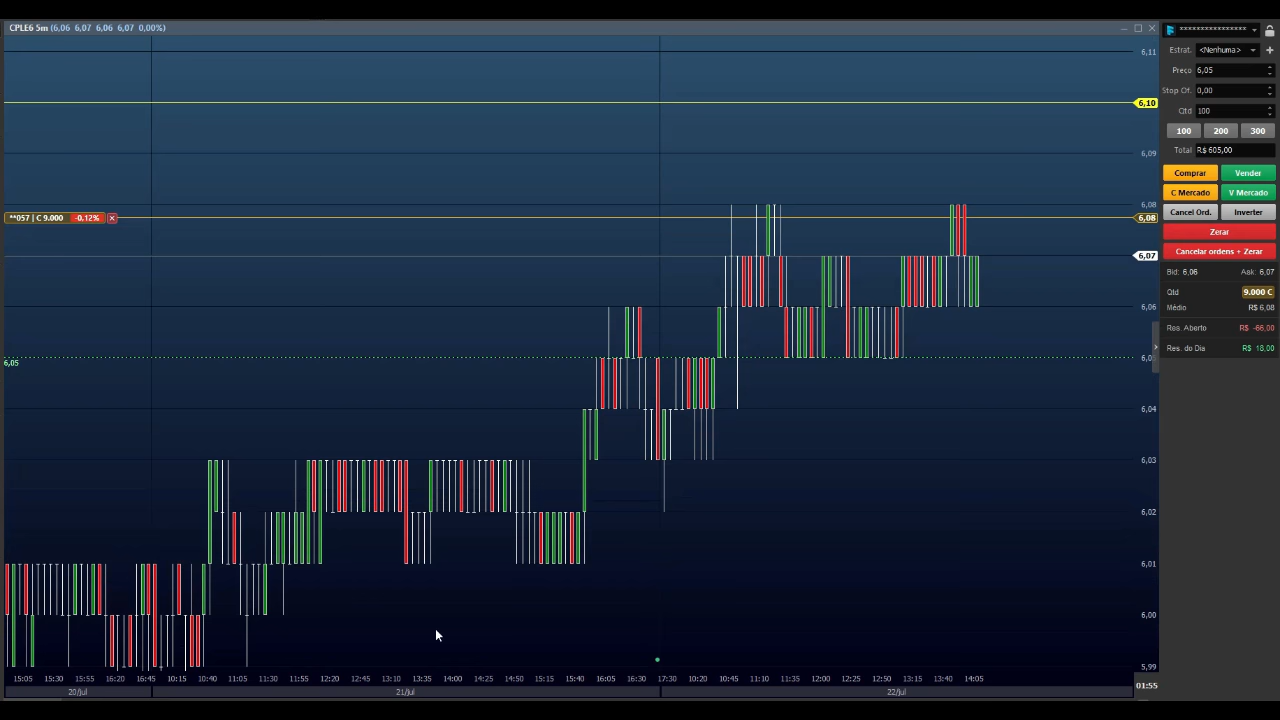 CPLE6 5m (6,06 6,07 6,06 6,07 0,00%)
6,11
6,10
6,09
6,08
**057 | C 9.000 -0.12%
6,08
6,07
6,06
6,05
6,04
6,03
6,02
6,01
6,00
5,99
15:05 15:30 15:55 16:20 16:45 10:15 10:40 11:05 11:30 11:55 12:20 12:45 13:10 13:35 14:00 14:25 14:50 15:15 15:40 16:05 16:30 17:30 10:20 10:45 11:10 11:35 12:00 12:25 12:50 13:15 13:40 14:05
20/jul 21/jul 22/jul
01:55
****************
Estrat. <Nenhuma>
Preço 6,05
Stop Of. 0,00
Qtd 100
100 200 300
Total R$ 605,00
Comprar Vender
C Mercado V Mercado
Cancel Ord. Inverter
Zerar
Cancelar ordens + Zerar
Bid: 6,06 Ask: 6,07
Qtd 9.000 C
Médio R$ 6,08
Res. Aberto R$ -66,00
Res. do Dia R$ 18,00